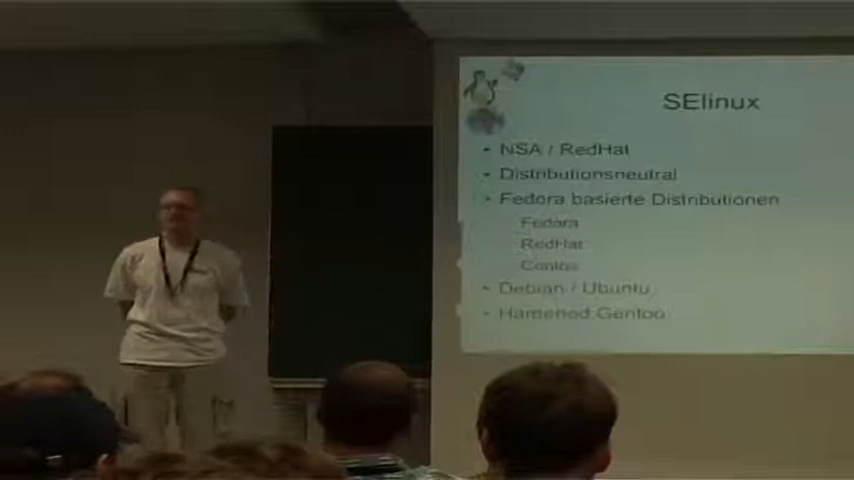 SElinux
• NSA / RedHat
• Distributionsneutral
• Fedora basierte Distributionen
Fedora
RedHat
Centos
• Debian / Ubuntu
• Hardened Gentoo